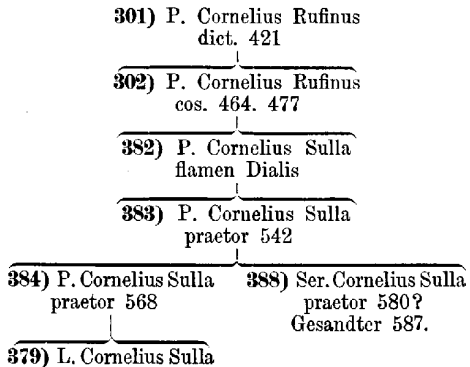 301) P. Cornelius Rufinus
dict. 421
302) P. Cornelius Rufinus
cos. 464. 477
382) P. Cornelius Sulla
flamen Dialis
383) P. Cornelius Sulla
praetor 542
384) P. Cornelius Sulla
praetor 568
388) Ser. Cornelius Sulla
praetor 580?
Gesandter 587.
379) L. Cornelius Sulla